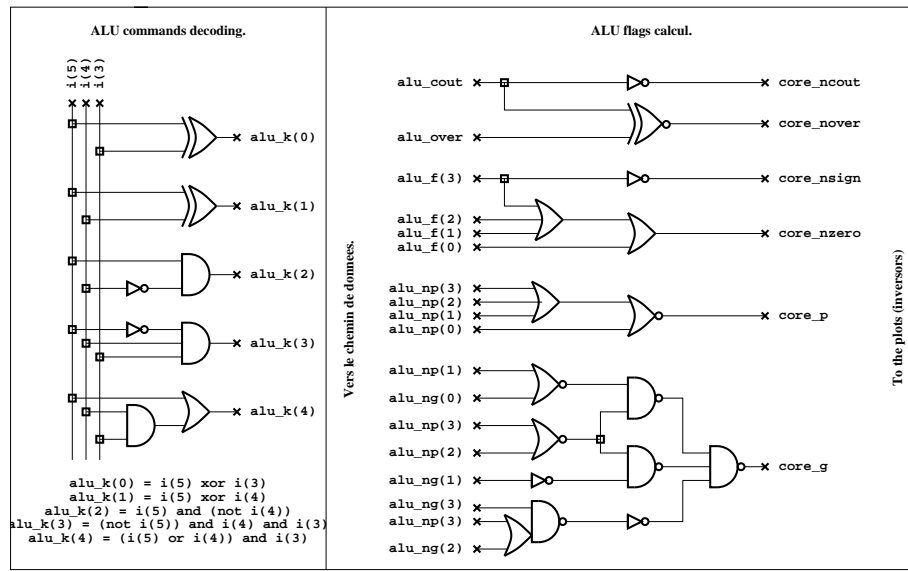 ALU commands decoding.
i(5)
i(4)
i(3)
alu_k(0)
alu_k(1)
alu_k(2)
alu_k(3)
alu_k(4)
alu_k(0) = i(5) xor i(3)
alu_k(1) = i(5) xor i(4)
alu_k(2) = i(5) and (not i(4))
alu_k(3) = (not i(5)) and i(4) and i(3)
alu_k(4) = (i(5) or i(4)) and i(3)
Vers le chemin de donnees.
ALU flags calcul.
alu_cout
core_ncout
core_nover
alu_over
alu_f(3)
core_nsign
alu_f(2)
alu_f(1)
core_nzero
alu_f(0)
alu_np(3)
alu_np(2)
alu_np(1)
core_p
alu_np(0)
alu_np(1)
alu_ng(0)
alu_np(3)
alu_np(2)
core_g
alu_ng(1)
alu_ng(3)
alu_np(3)
alu_ng(2)
To the plots (inversors)